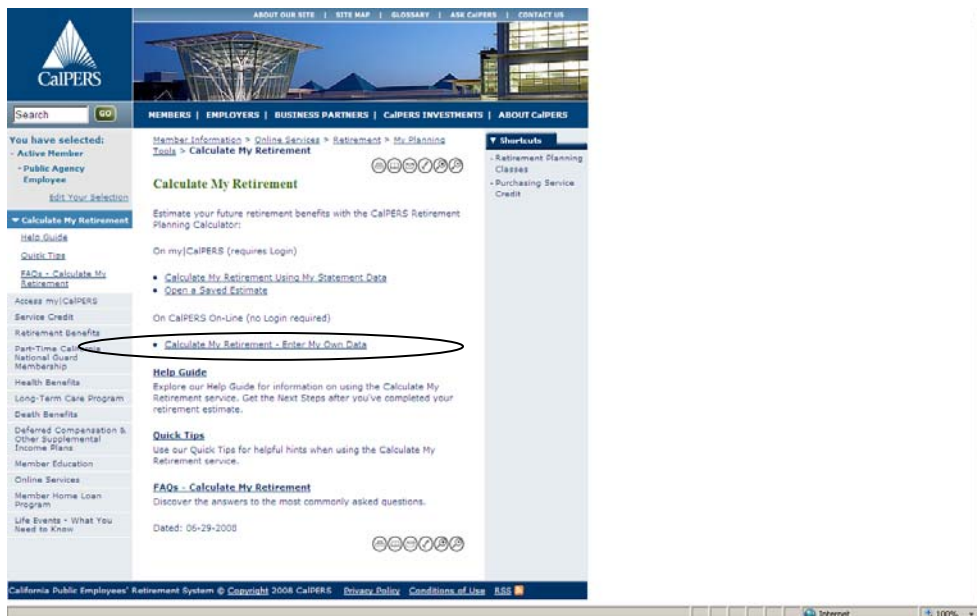 ABOUT OUR SITE | SITE MAP | GLOSSARY | ASK CalPERS | CONTACT US
CalPERS
Search GO
MEMBERS | EMPLOYERS | BUSINESS PARTNERS | CalPERS INVESTMENTS | ABOUT CalPERS
You have selected:
- Active Member
- Public Agency
Employee
Edit Your Selection
Calculate My Retirement
Help Guide
Quick Tips
FAQs - Calculate My
Retirement
Access my|CalPERS
Service Credit
Retirement Benefits
Part-Time California
National Guard
Membership
Health Benefits
Long-Term Care Program
Death Benefits
Deferred Compensation &
Other Supplemental
Income Plans
Member Education
Online Services
Member Home Loan
Program
Life Events - What You
Need to Know
Member Information > Online Services > Retirement > My Planning
Tools > Calculate My Retirement
Calculate My Retirement
Estimate your future retirement benefits with the CalPERS Retirement
Planning Calculator:
On my|CalPERS (requires Login)
Calculate My Retirement Using My Statement Data
Open a Saved Estimate
On CalPERS On-Line (no Login required)
Calculate My Retirement - Enter My Own Data
Help Guide
Explore our Help Guide for information on using the Calculate My
Retirement service. Get the Next Steps after you've completed your
retirement estimate.
Quick Tips
Use our Quick Tips for helpful hints when using the Calculate My
Retirement service.
FAQs - Calculate My Retirement
Discover the answers to the most commonly asked questions.
Dated: 06-29-2008
Shortcuts
- Retirement Planning
Classes
- Purchasing Service
Credit
California Public Employees' Retirement System © Copyright 2008 CalPERS Privacy Policy Conditions of Use RSS
Internet 100%